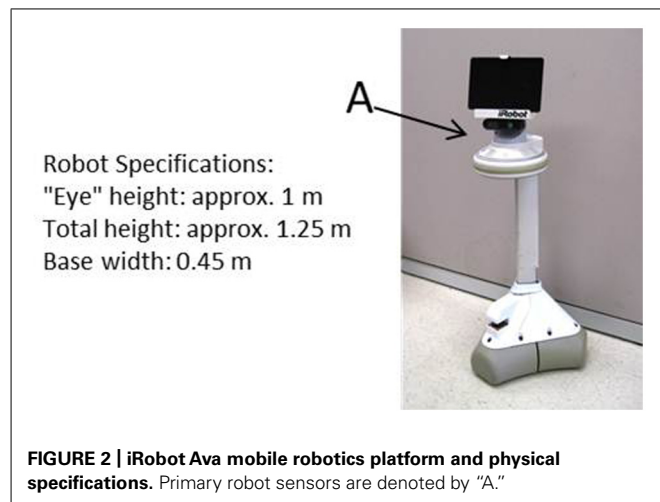 A
iRobot
Robot Specifications:
"Eye" height: approx. 1 m
Total height: approx. 1.25 m
Base width: 0.45 m
FIGURE 2 | iRobot Ava mobile robotics platform and physical
specifications. Primary robot sensors are denoted by “A.”